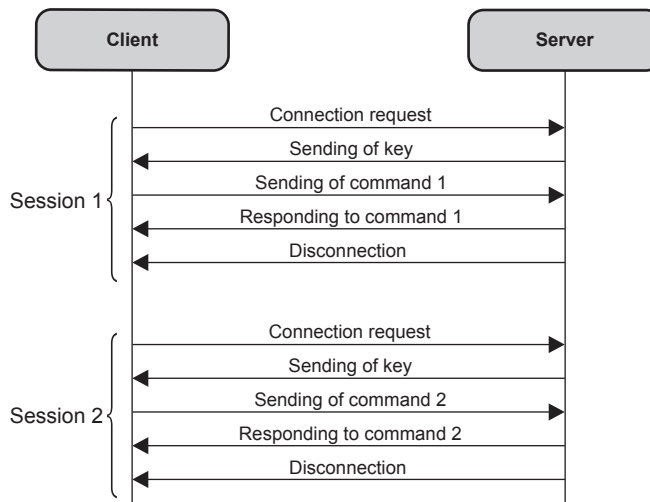 Client
Server
Connection request
Sending of key
Session 1
Sending of command 1
Responding to command 1
Disconnection
Connection request
Sending of key
Session 2
Sending of command 2
Responding to command 2
Disconnection